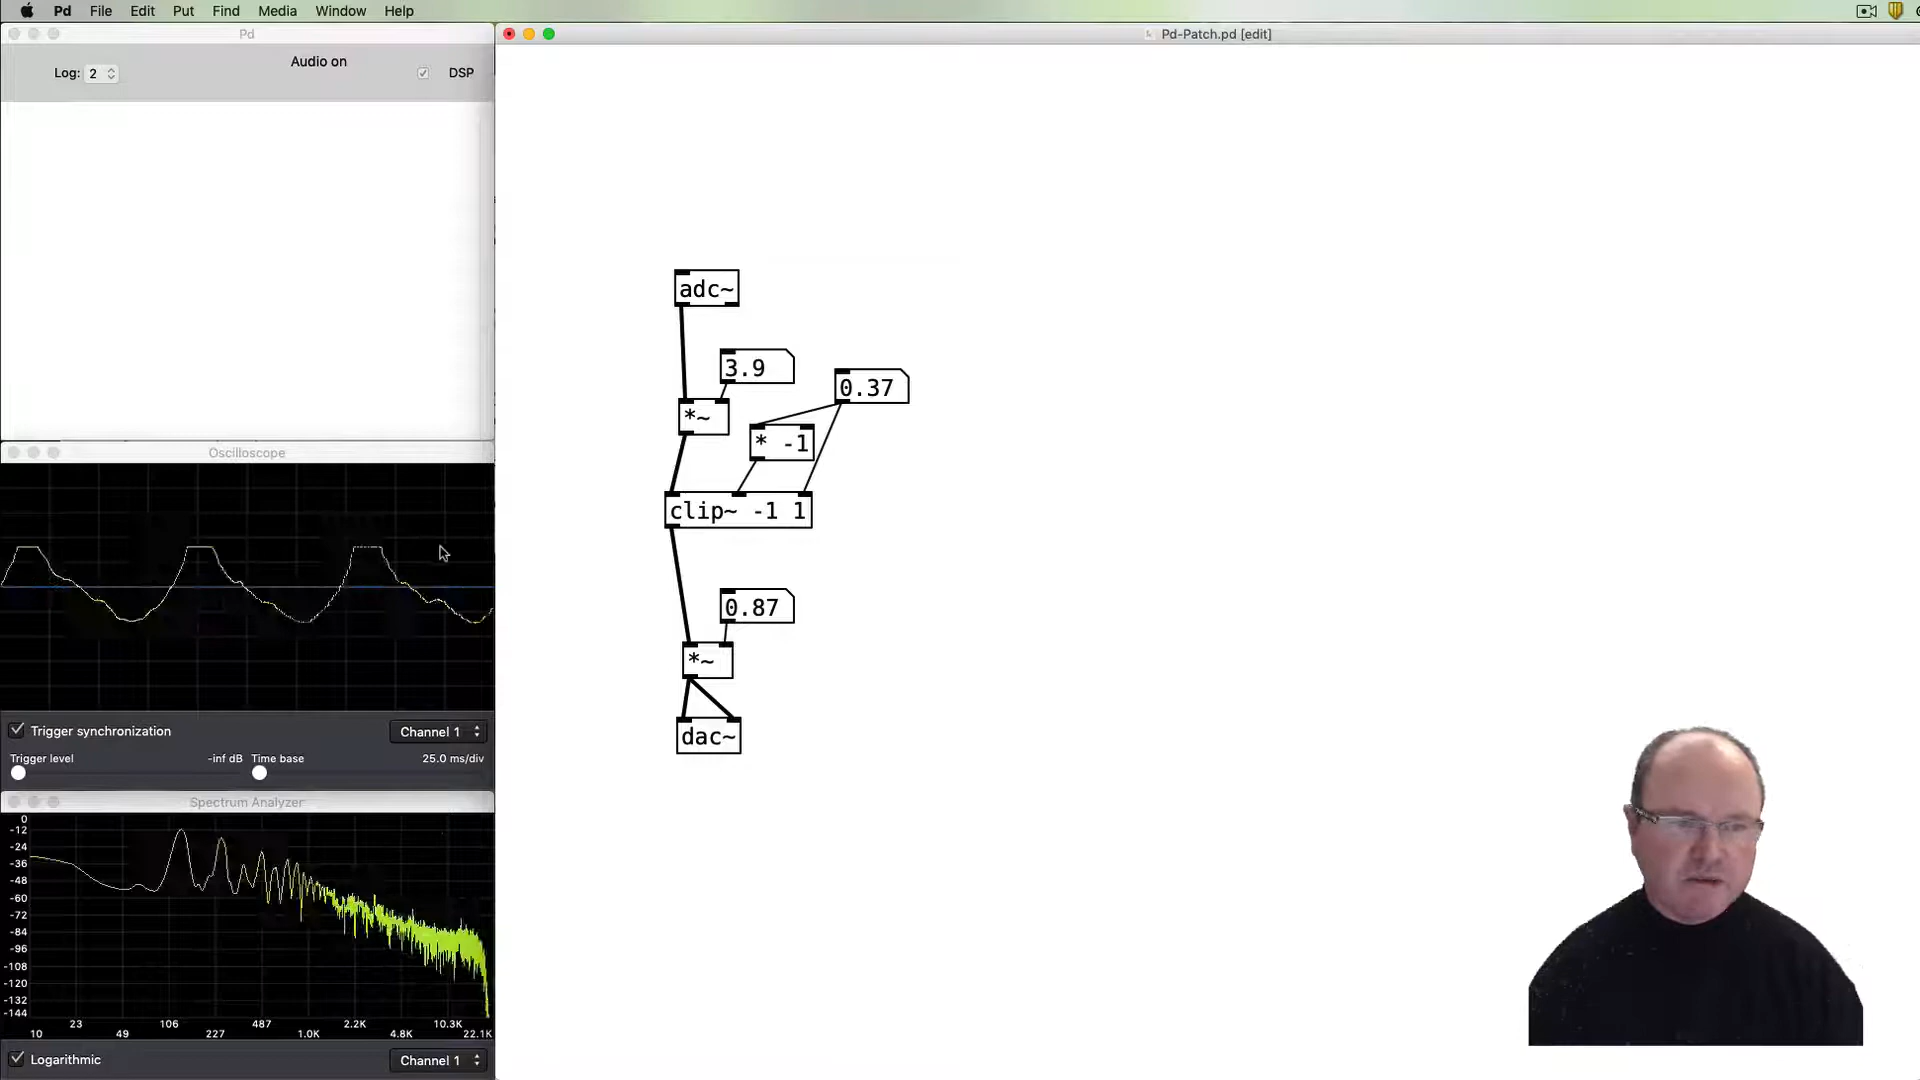 Pd File Edit Put Find Media Window Help
Pd
Audio on
Log: 2 DSP
Pd-Patch.pd [edit]
adc~
3.9
0.37
*~
* -1
clip~ -1 1
0.87
*~
dac~
Oscilloscope
Trigger synchronization Channel 1
Trigger level -inf dB Time base 25.0 ms/div
Spectrum Analyzer
0
-12
-24
-36
-48
-60
-72
-84
-96
-108
-120
-132
-144
23 106 487 2.2K 10.3K
10 49 227 1.0K 4.8K 22.1K
Logarithmic Channel 1